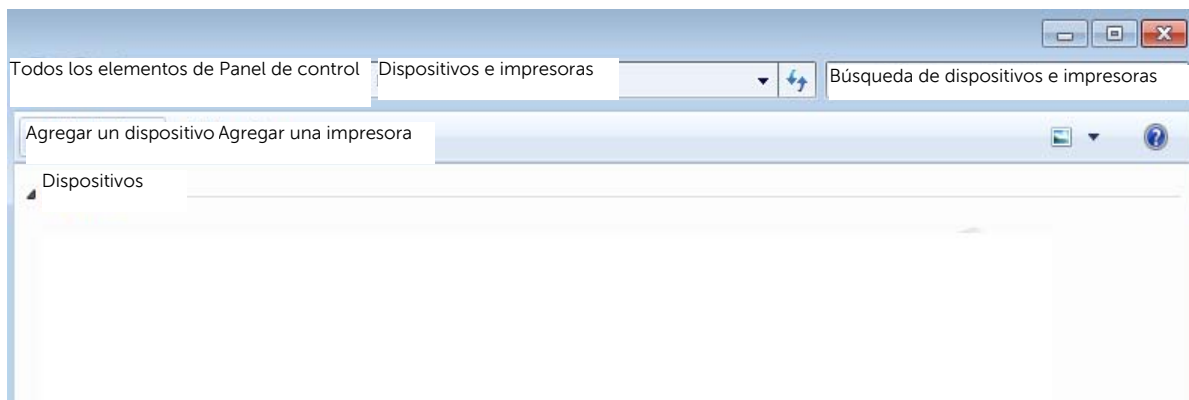 Todos los elementos de Panel de control Dispositivos e impresoras Búsqueda de dispositivos e impresoras
Agregar un dispositivo Agregar una impresora
Dispositivos